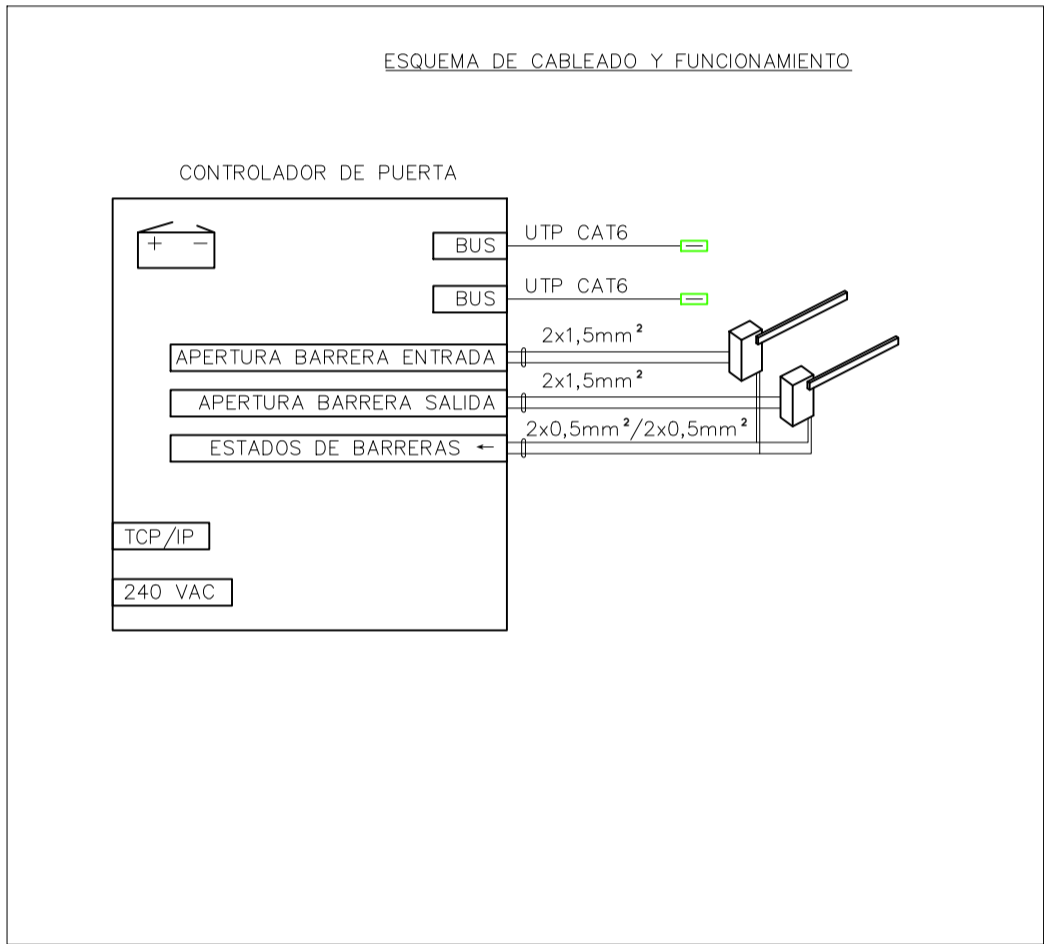 ESQUEMA DE CABLEADO Y FUNCIONAMIENTO
CONTROLADOR DE PUERTA
+ -
BUS
UTP CAT6
BUS
UTP CAT6
APERTURA BARRERA ENTRADA
2x1,5mm²
APERTURA BARRERA SALIDA
2x1,5mm²
ESTADOS DE BARRERAS ←
2x0,5mm²/2x0,5mm²
TCP/IP
240 VAC